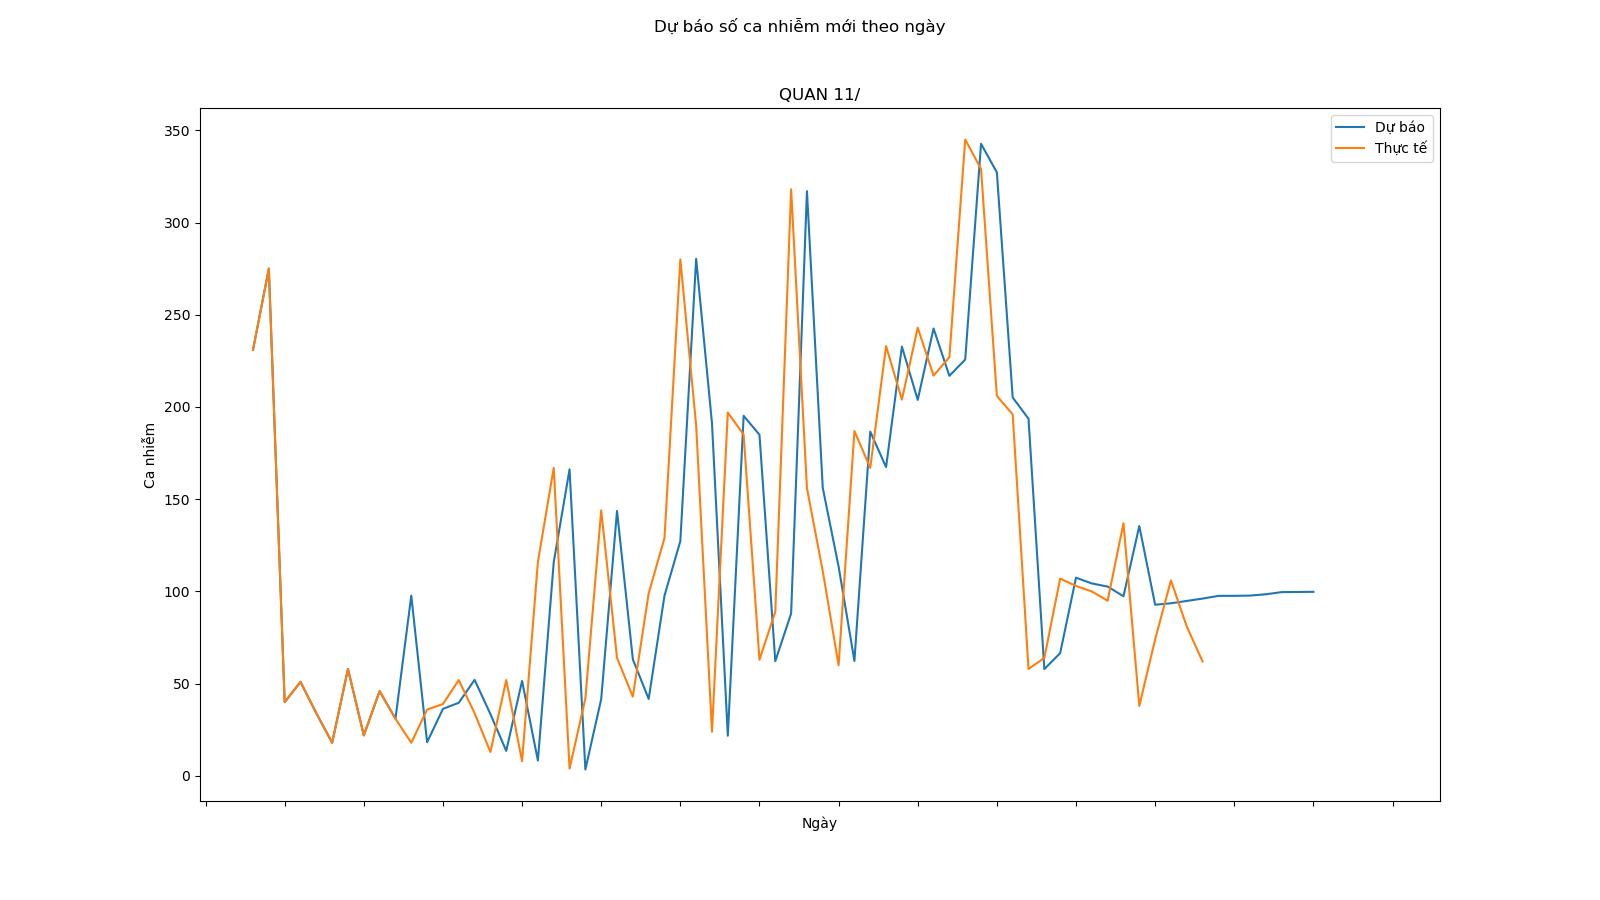 Dự báo số ca nhiễm mới theo ngày
QUAN 11/
Dự báo
Thực tế
350
300
250
200
150
100
50
0
Ca nhiễm
Ngày